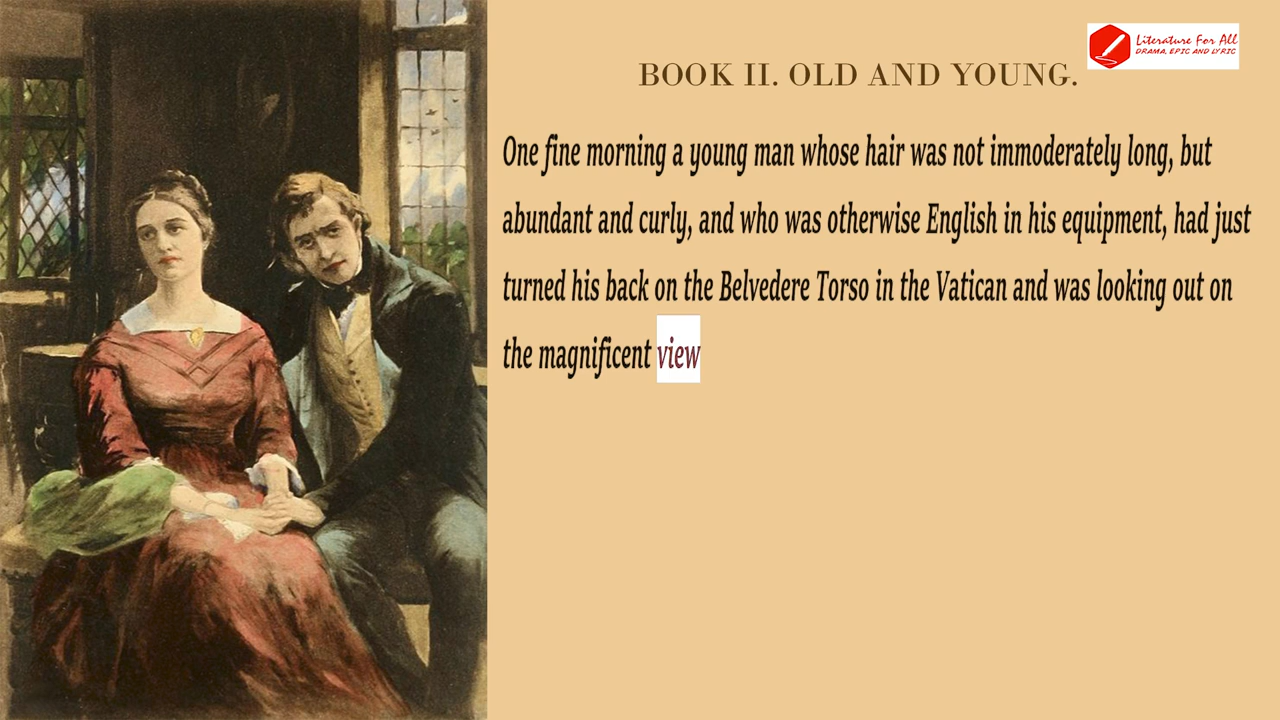 Literature For All
DRAMA, EPIC AND LYRIC
BOOK II. OLD AND YOUNG.
One fine morning a young man whose hair was not immoderately long, but
abundant and curly, and who was otherwise English in his equipment, had just
turned his back on the Belvedere Torso in the Vatican and was looking out on
the magnificent view